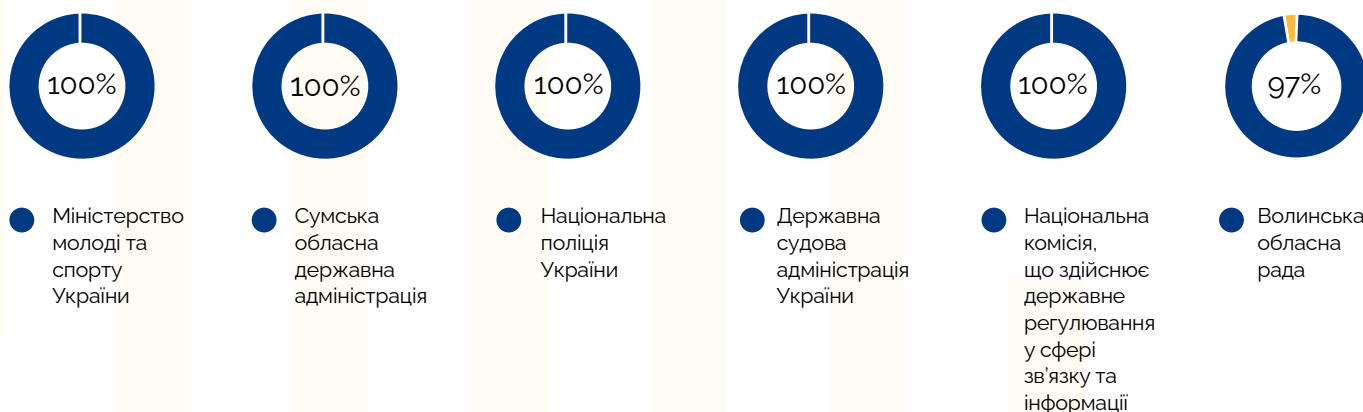 100%
100%
100%
100%
100%
97%
Міністерство
молоді та
спорту
України
Сумська
обласна
державна
адміністрація
Національна
поліція
України
Державна
судова
адміністрація
України
Національна
комісія,
що здійснює
державне
регулювання
у сфері
зв'язку та
інформації
Волинська
обласна
рада